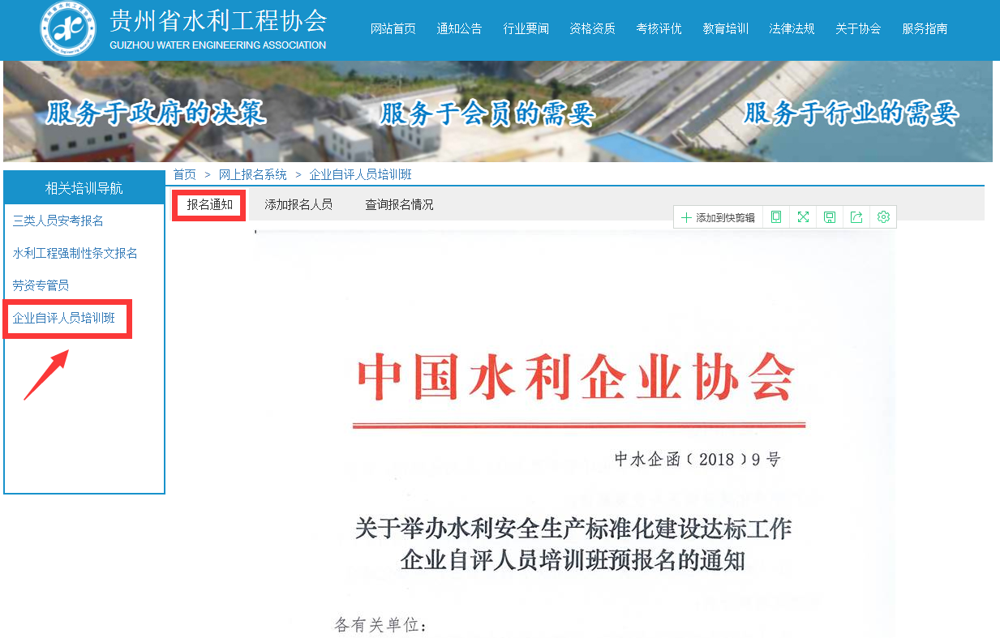 贵州省水利工程协会
GUIZHOU WATER ENGINEERING ASSOCIATION
网站首页 通知公告 行业要闻 资格资质 考核评优 教育培训 法律法规 关于协会 服务指南
服务于政府的决策 服务于会员的需要 服务于行业的需要
首页 > 网上报名系统 > 企业自评人员培训班
相关培训导航
三类人员安考报名
水利工程强制性条文报名
劳资专管员
企业自评人员培训班
报名通知 添加报名人员 查询报名情况
添加到快剪辑
中国水利企业协会
中水企函﹝2018﹞9号
关于举办水利安全生产标准化建设达标工作
企业自评人员培训班预报名的通知
各有关单位：